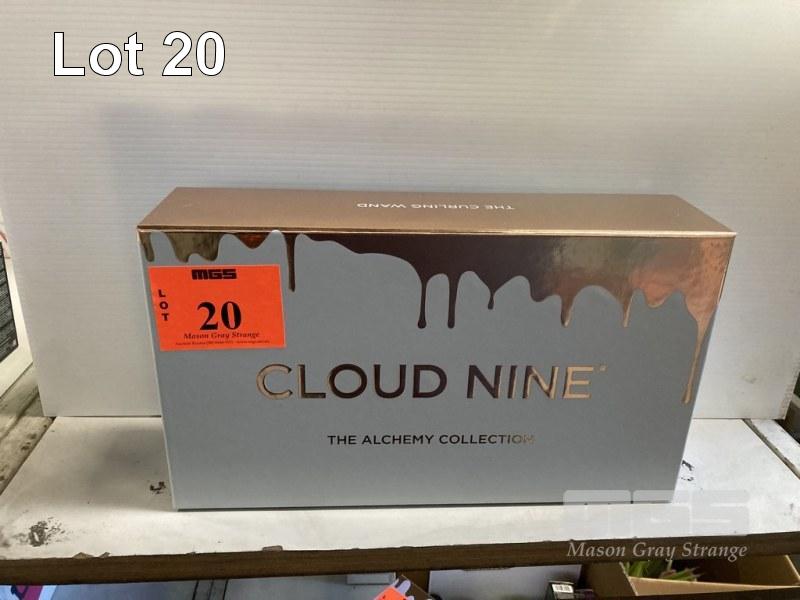 Lot 20
THE CURLING WAND
MGS
LOT
20
Mason Gray Strange
CLOUD NINE
THE ALCHEMY COLLECTION
MGS
Mason Gray Strange